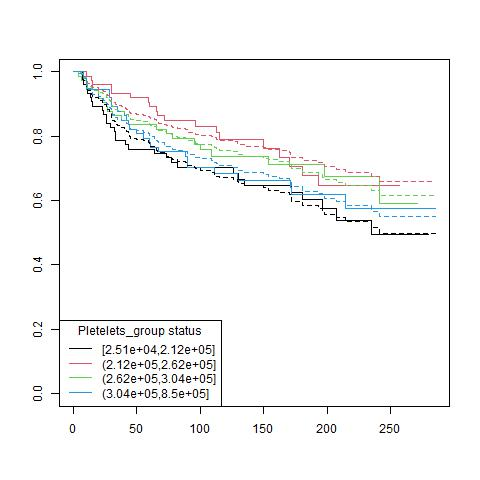 1.0
0.8
0.6
0.4
0.2
0.0
Pletelets_group status
[2.51e+04,2.12e+05]
(2.12e+05,2.62e+05]
(2.62e+05,3.04e+05]
(3.04e+05,8.5e+05]
0 50 100 150 200 250